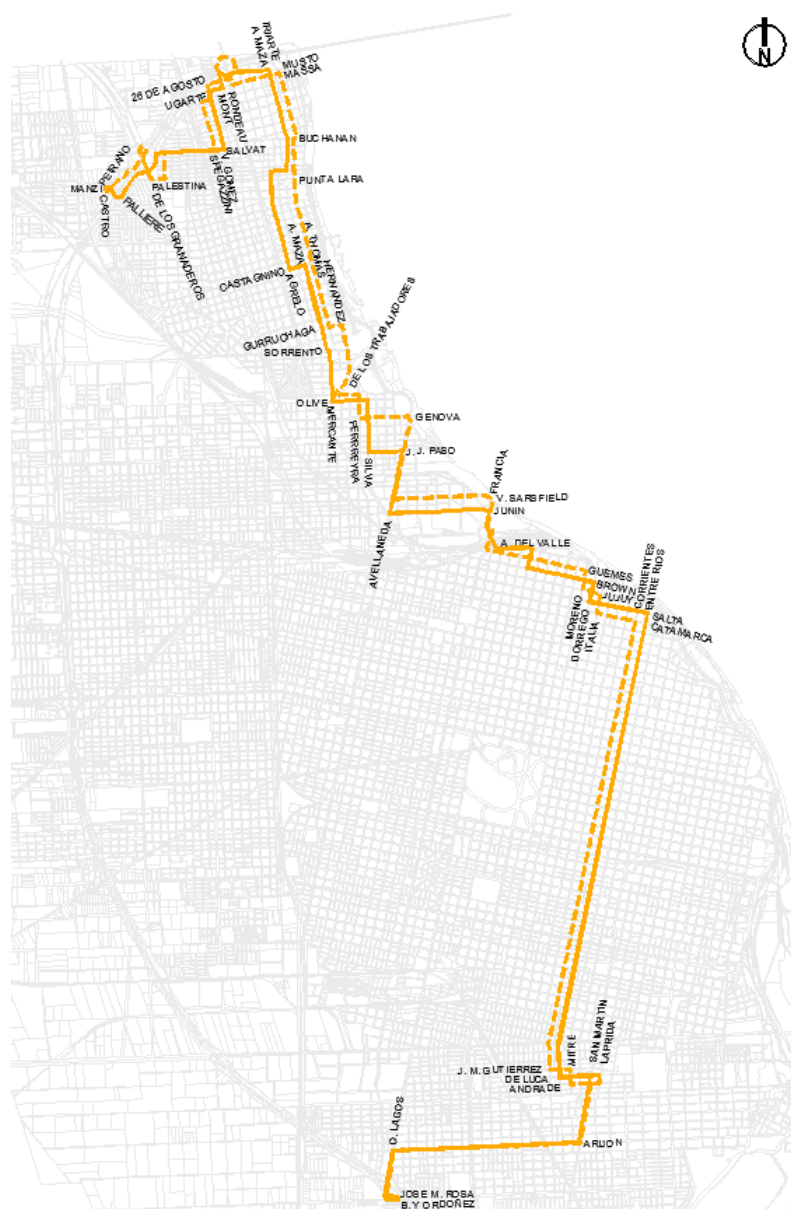 N
IRIARTE
A. MAZA
MUSTO
MASSA
26 DE AGOSTO
UGARTE
RONDEAU
MONT
BUCHANAN
SALVAT
PEIRANO
V. GOMEZ
SPEGAZZINI
PUNTA LARA
MANZI
PALESTINA
CASTRO
PALLIERE
DE LOS GRANADEROS
A. THOMAS
HERNANDEZ
A. MAZA
CASTAGNINO
AGRELO
GURRUCHAGA
SORRENTO
DE LOS TRABAJADORES
OLIVE
MERCANTE
FERRREYRA
SILVA
GENOVA
J. J. PASO
FRANCIA
V. SARSFIELD
JUNIN
AVELLANEDA
A. DEL VALLE
GUEMES
BROWN
JUJUY
CORRIENTES
ENTRE RIOS
SALTA
CATAMARCA
MORENO
DORREGO
ITALIA
MITRE
SAN MARTIN
LAPRIDA
J. M. GUTIERREZ
DE LUCA
ANDRADE
O. LAGOS
ARIJON
JOSE M. ROSA
B. Y ORDOÑEZ